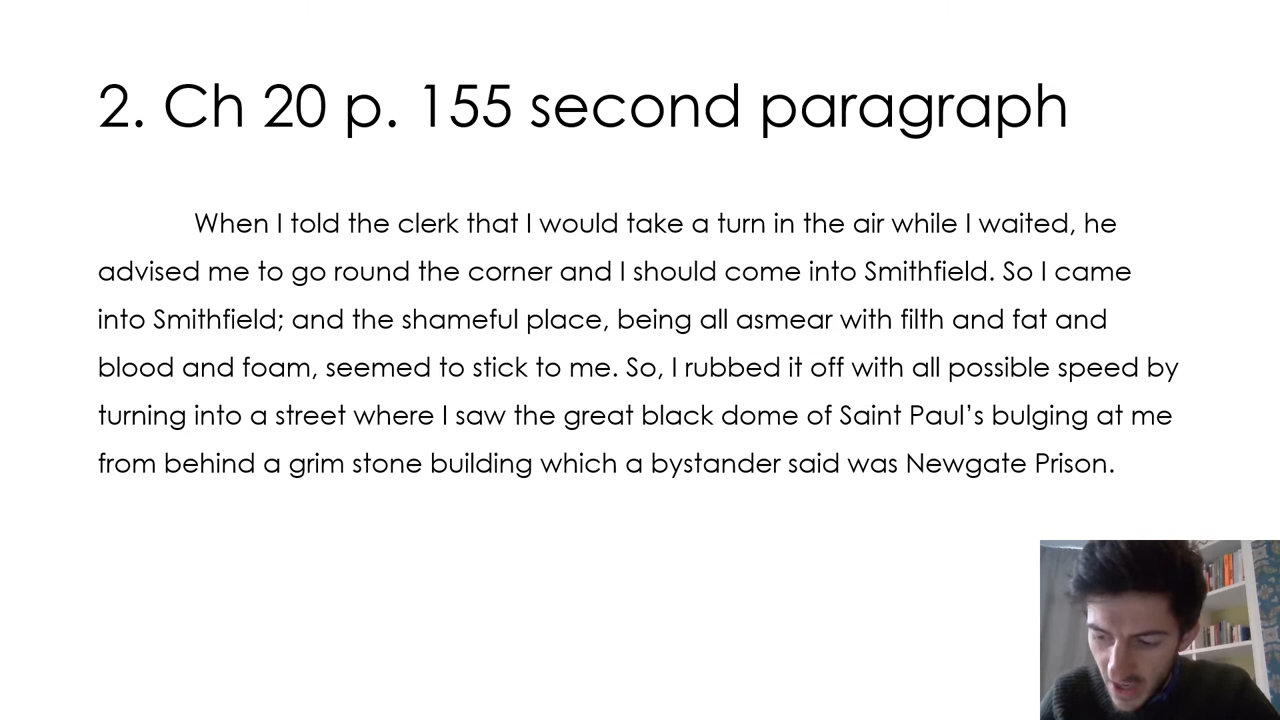 2. Ch 20 p. 155 second paragraph
When I told the clerk that I would take a turn in the air while I waited, he
advised me to go round the corner and I should come into Smithfield. So I came
into Smithfield; and the shameful place, being all asmear with filth and fat and
blood and foam, seemed to stick to me. So, I rubbed it off with all possible speed by
turning into a street where I saw the great black dome of Saint Paul’s bulging at me
from behind a grim stone building which a bystander said was Newgate Prison.